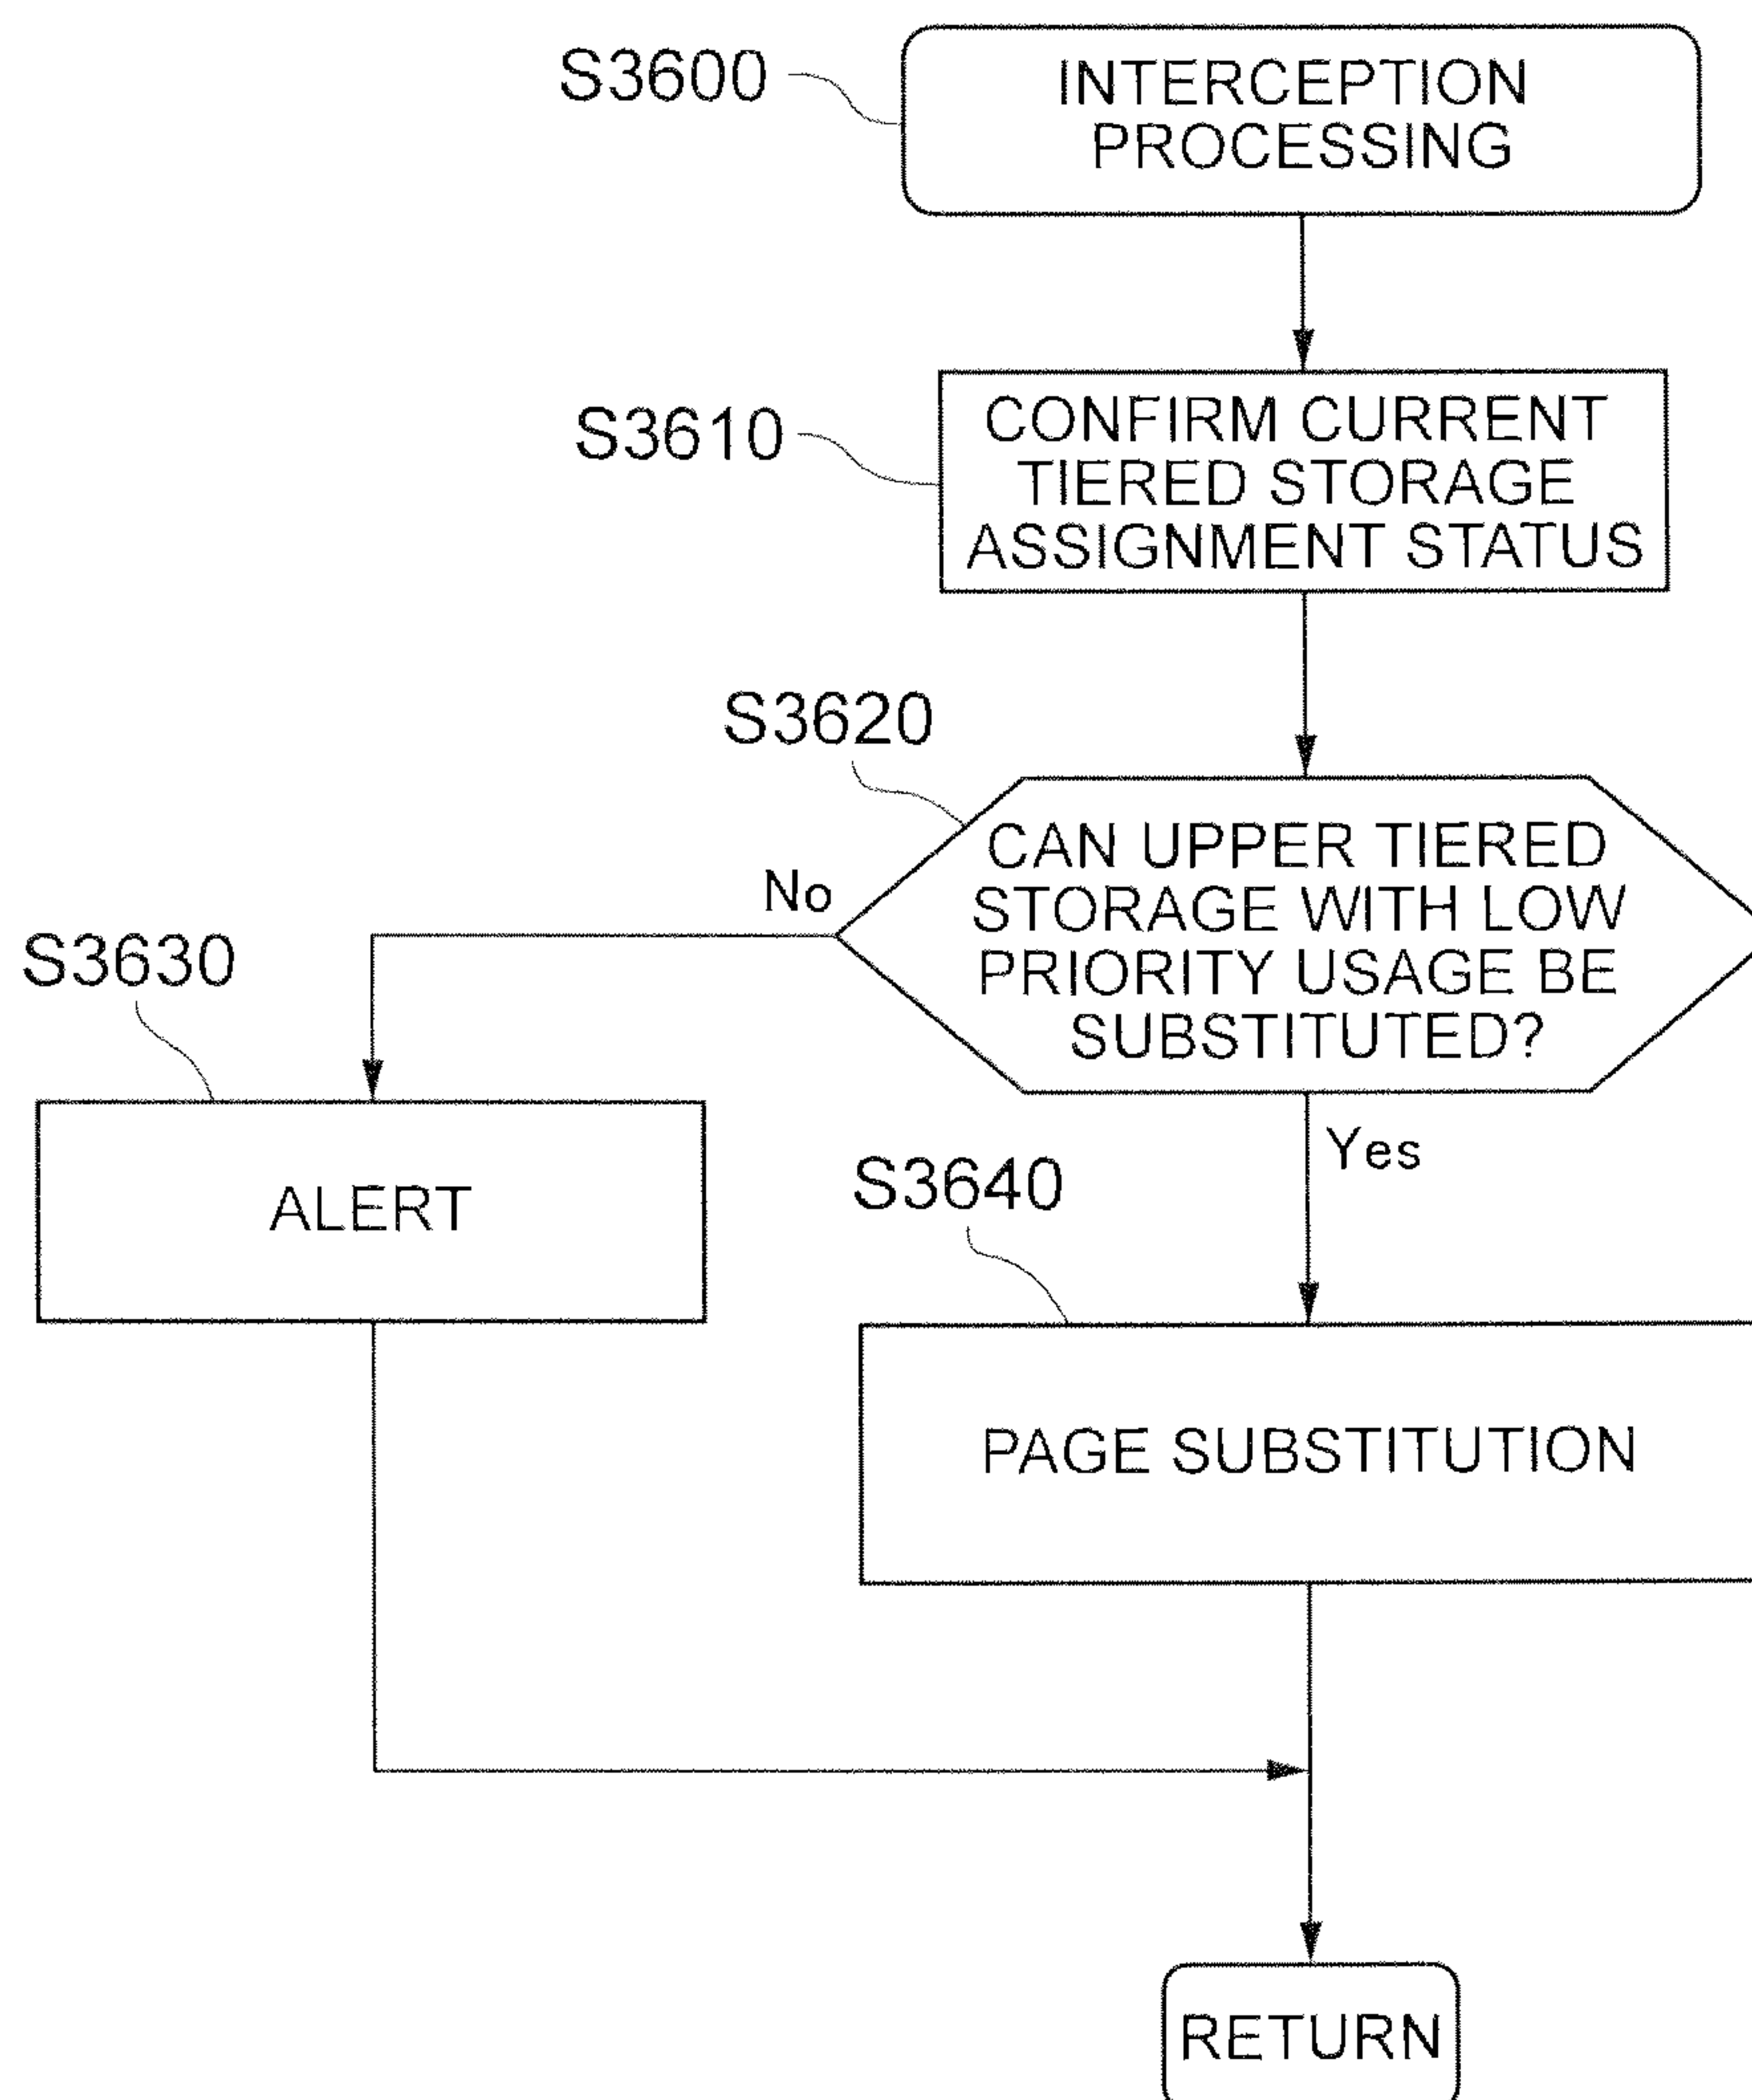 S3600
INTERCEPTION
PROCESSING
S3610
CONFIRM CURRENT
TIERED STORAGE
ASSIGNMENT STATUS
S3620
CAN UPPER TIERED
STORAGE WITH LOW
PRIORITY USAGE BE
SUBSTITUTED?
No
Yes
S3630
ALERT
S3640
PAGE SUBSTITUTION
RETURN